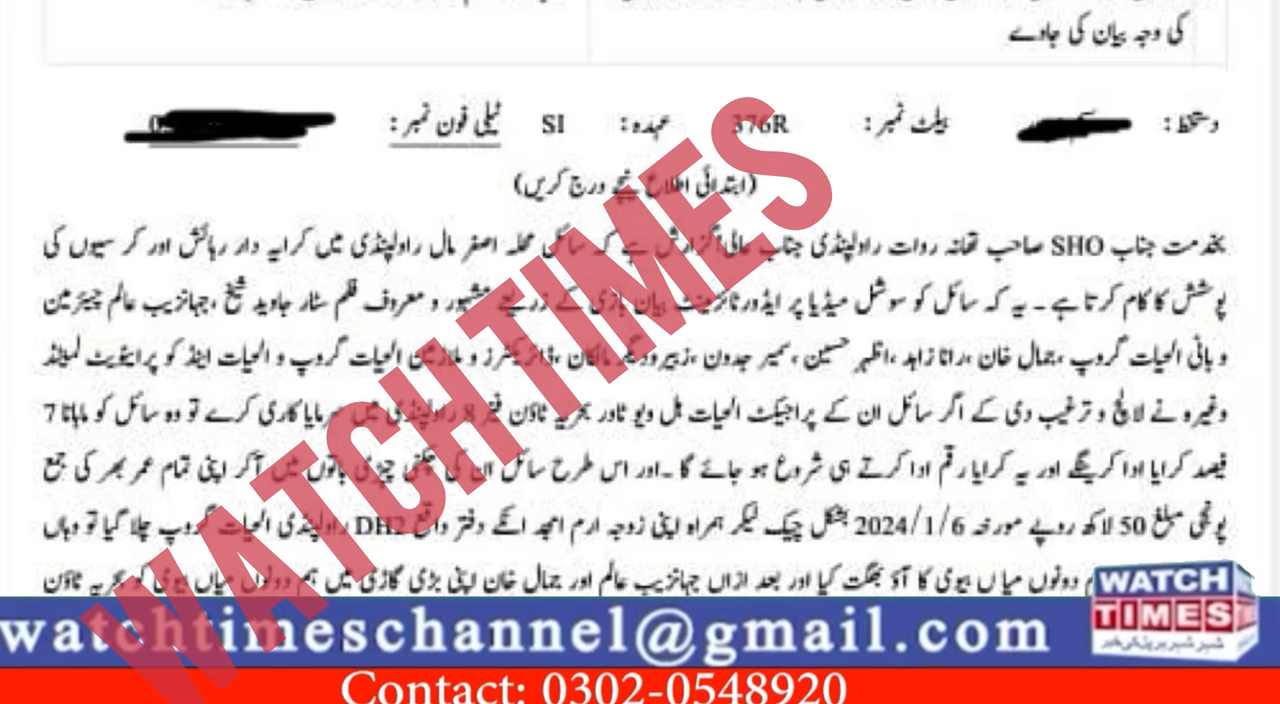 کی وجہ بیان کی جاوے
دستخط: بیلٹ نمبر: 376R عہدہ: SI ٹیلی فون نمبر:
(ابتدائی اطلاع نیچے درج کریں)
بخدمت جناب SHO صاحب تھانہ روات راولپنڈی جناب عالی! گزارش ہے کہ سائل محلہ اصغر مال راولپنڈی میں کرایہ دار رہائش اور کرسیوں کی
پوشش کا کام کرتا ہے ۔ یہ کہ سائل کو سوشل میڈیا پر ایڈورٹائزمنٹ بیان بازی کے ذریعے مشہور و معروف فلم سٹار جاوید شیخ ،جہانزیب عالم چیئرمین
و بانی الحیات گروپ ،جمال خان ،رانا زاہد ،اظہر حسین ،سمیر جدون ،زبیر ودیگر مالکان ،ڈائریکٹرز و ملازمین الحیات گروپ و الحیات اینڈ کو پرائیویٹ لمیٹڈ
وغیرہ نے لالچ و ترغیب دی کے اگر سائل ان کے پراجیکٹ الحیات ہل ویو ٹاور بحریہ ٹاؤن فیز 8 راولپنڈی میں سرمایا کاری کرے تو وہ سائل کو ماہانا 7
فیصد کرایا ادا کرینگے اور یہ کرایا رقم ادا کرتے ہی شروع ہو جائے گا ۔اور اس طرح سائل ان کی چکنی چپڑی باتوں میں آکر اپنی تمام عمر بھر کی جمع
پونجی مبلغ 50 لاکھ روپے مورخہ 2024/1/6 بشکل چیک لیکر ہمراہ اپنی زوجہ ارم امجد انکے دفتر واقع DH2 راولپنڈی الحیات گروپ چلا گیا تو وہاں
دونوں میاں بیوی کا آؤ بھگت کیا اور بعد ازاں جہانزیب عالم اور جمال خان اپنی بڑی گاڑی میں ہم دونوں میاں بیوی کو بحریہ ٹاؤن
WATCH TIMES
WATCH
TIMES
watchtimeschannel@gmail.com
Contact: 0302-0548920